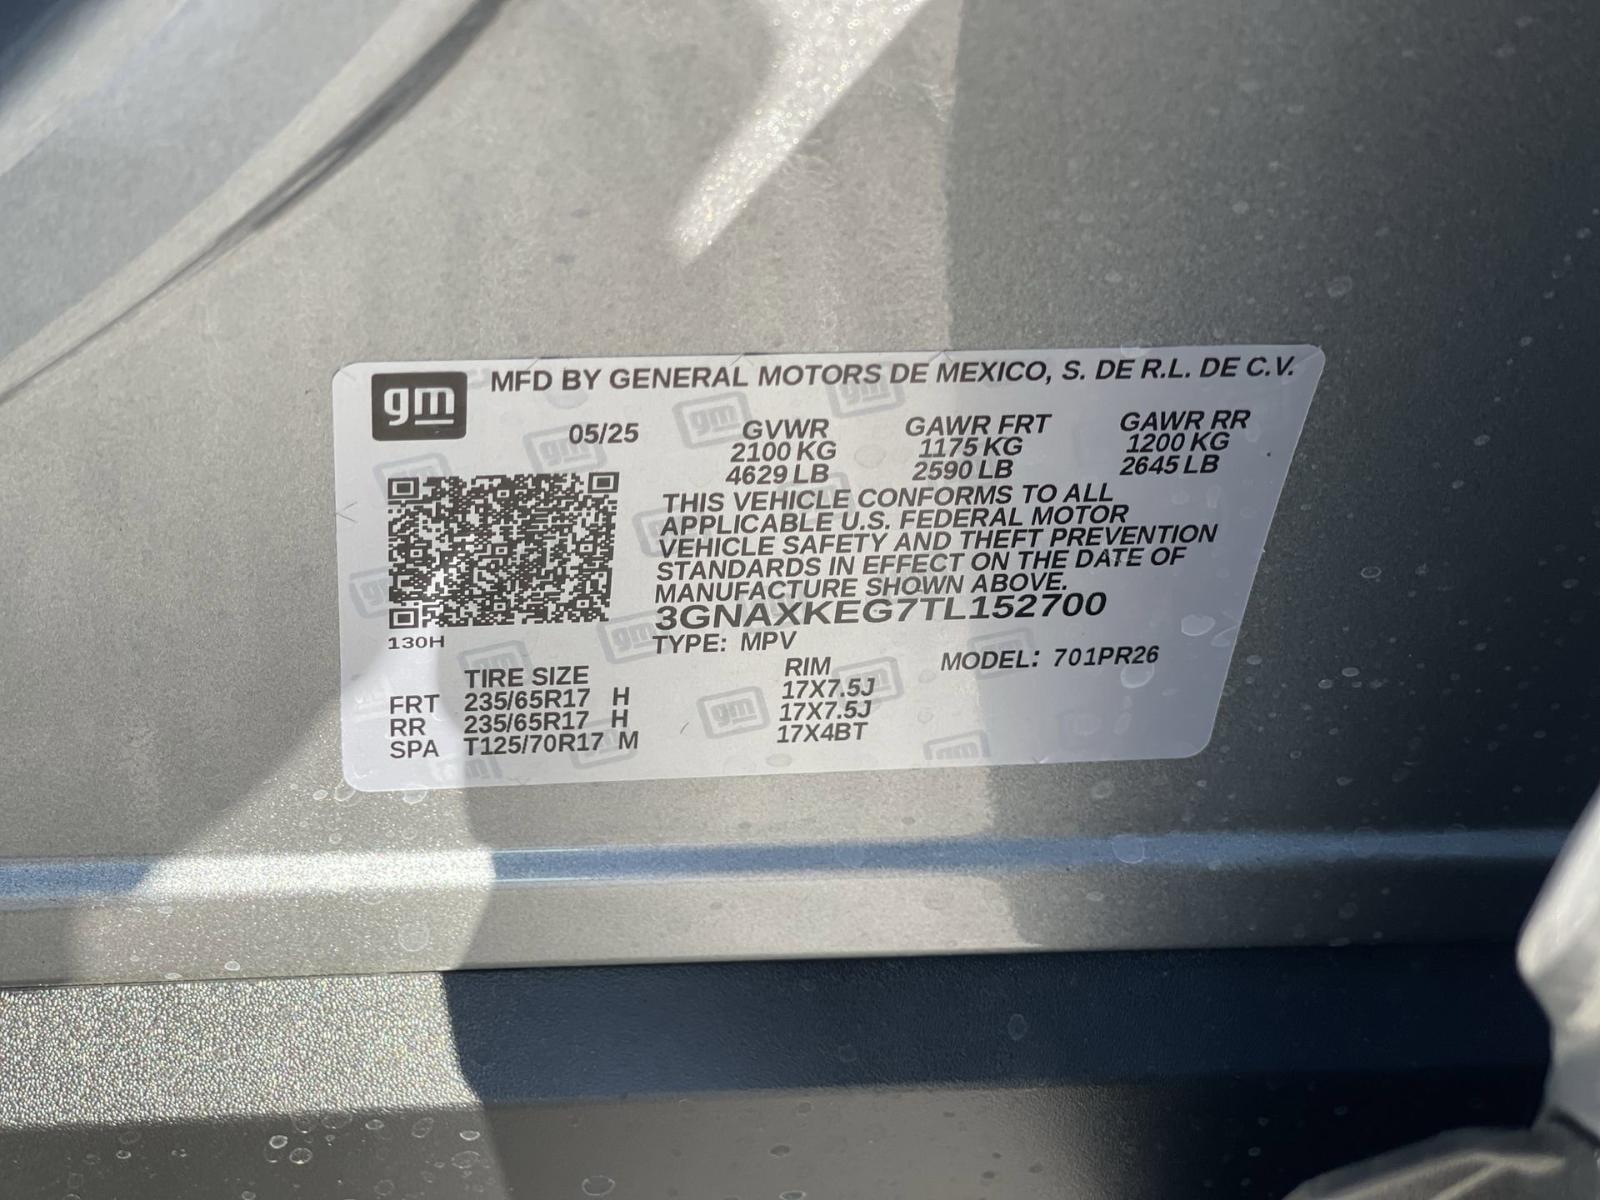 gm MFD BY GENERAL MOTORS DE MEXICO, S. DE R.L. DE C.V.
05/25 GVWR GAWR FRT GAWR RR
2100 KG 1175 KG 1200 KG
4629 LB 2590 LB 2645 LB
THIS VEHICLE CONFORMS TO ALL
APPLICABLE U.S. FEDERAL MOTOR
VEHICLE SAFETY AND THEFT PREVENTION
STANDARDS IN EFFECT ON THE DATE OF
MANUFACTURE SHOWN ABOVE.
3GNAXKEG7TL152700
130H TYPE: MPV MODEL: 701PR26
TIRE SIZE RIM
FRT 235/65R17 H 17X7.5J
RR 235/65R17 H 17X7.5J
SPA T125/70R17 M 17X4BT